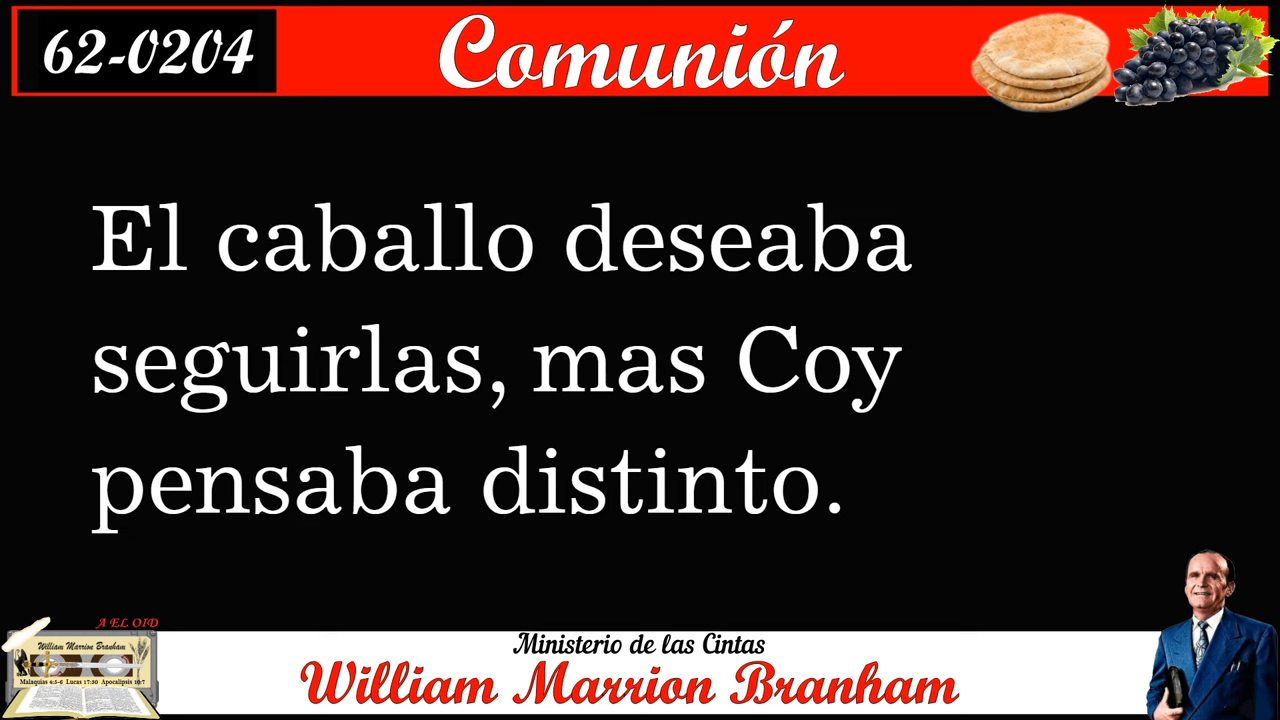 62-0204
Comunión
El caballo deseaba
seguirlas, mas Coy
pensaba distinto.
A EL OID
William Marrion Branham
Malaquias 4:5-6 Lucas 17:30 Apocalipsis 10:7
Ministerio de las Cintas
William Marrion Branham